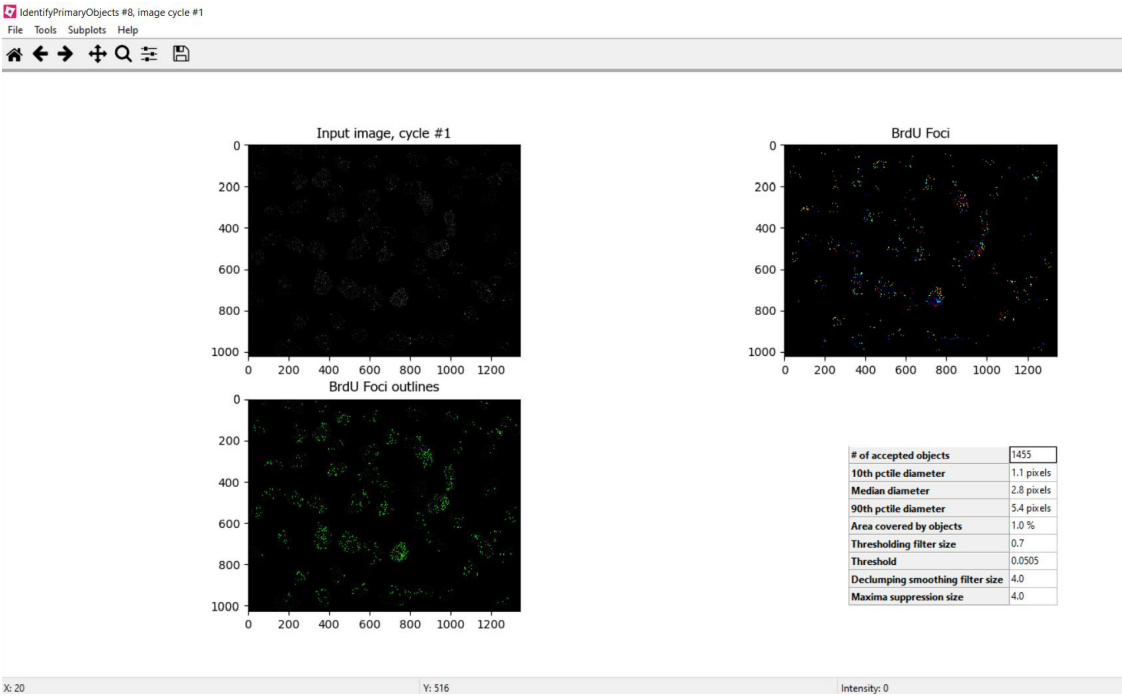 IdentifyPrimaryObjects #8, image cycle #1
File Tools Subplots Help
Input image, cycle #1
0
200
400
600
800
1000
0 200 400 600 800 1000 1200
BrdU Foci
0
200
400
600
800
1000
0 200 400 600 800 1000 1200
BrdU Foci outlines
0
200
400
600
800
1000
0 200 400 600 800 1000 1200
# of accepted objects 1455
10th pctile diameter 1.1 pixels
Median diameter 2.8 pixels
90th pctile diameter 5.4 pixels
Area covered by objects 1.0 %
Thresholding filter size 0.7
Threshold 0.0505
Declumping smoothing filter size 4.0
Maxima suppression size 4.0
X: 20 Y: 516 Intensity: 0